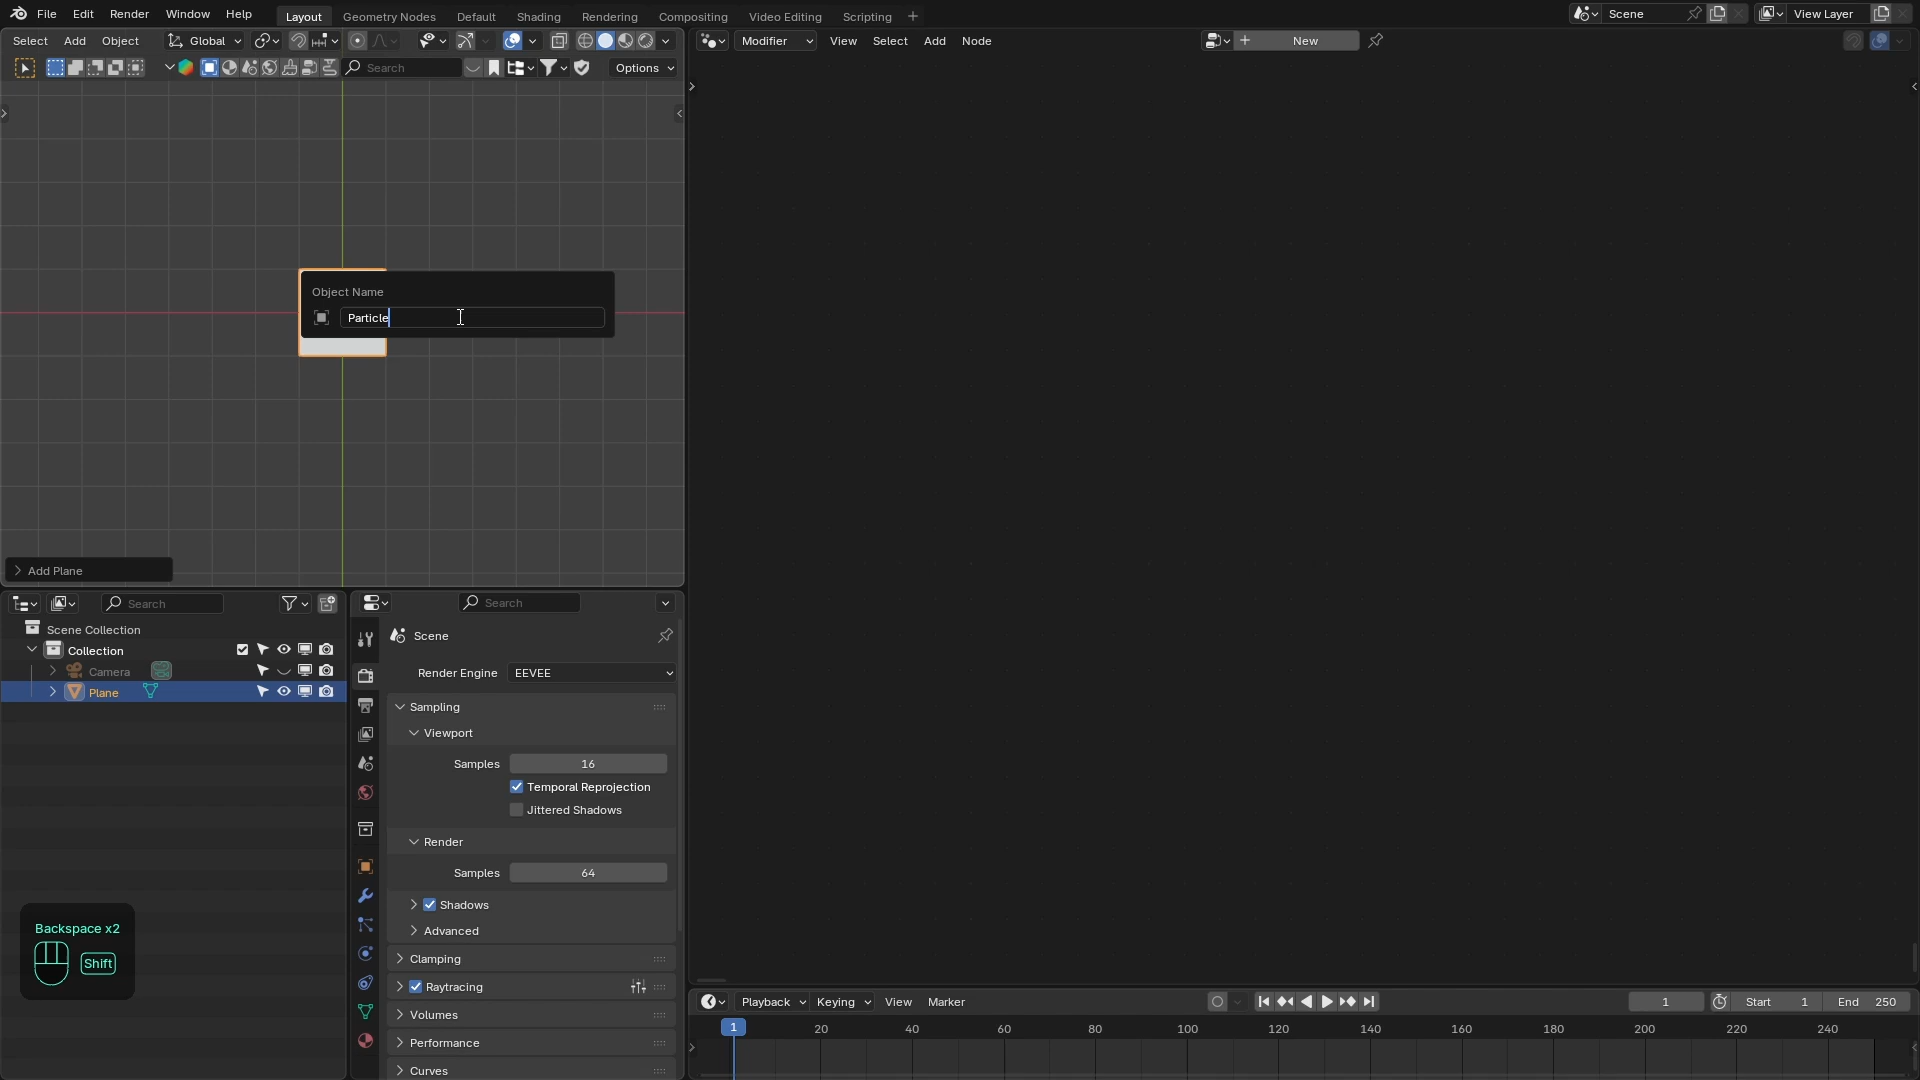 File Edit Render Window Help Layout Geometry Nodes Default Shading Rendering Compositing Video Editing Scripting Scene View Layer
Select Add Object Global
Modifier View Select Add Node New
Search Options
Object Name
Particle
Add Plane
Search
Scene Collection
Collection
Camera
Plane
Search
Scene
Render Engine EEVEE
Sampling
Viewport
Samples 16
Temporal Reprojection
Jittered Shadows
Render
Samples 64
Shadows
Advanced
Clamping
Raytracing
Volumes
Performance
Curves
Backspace x2
Shift
Playback Keying View Marker 1 Start 1 End 250
1 20 40 60 80 100 120 140 160 180 200 220 240